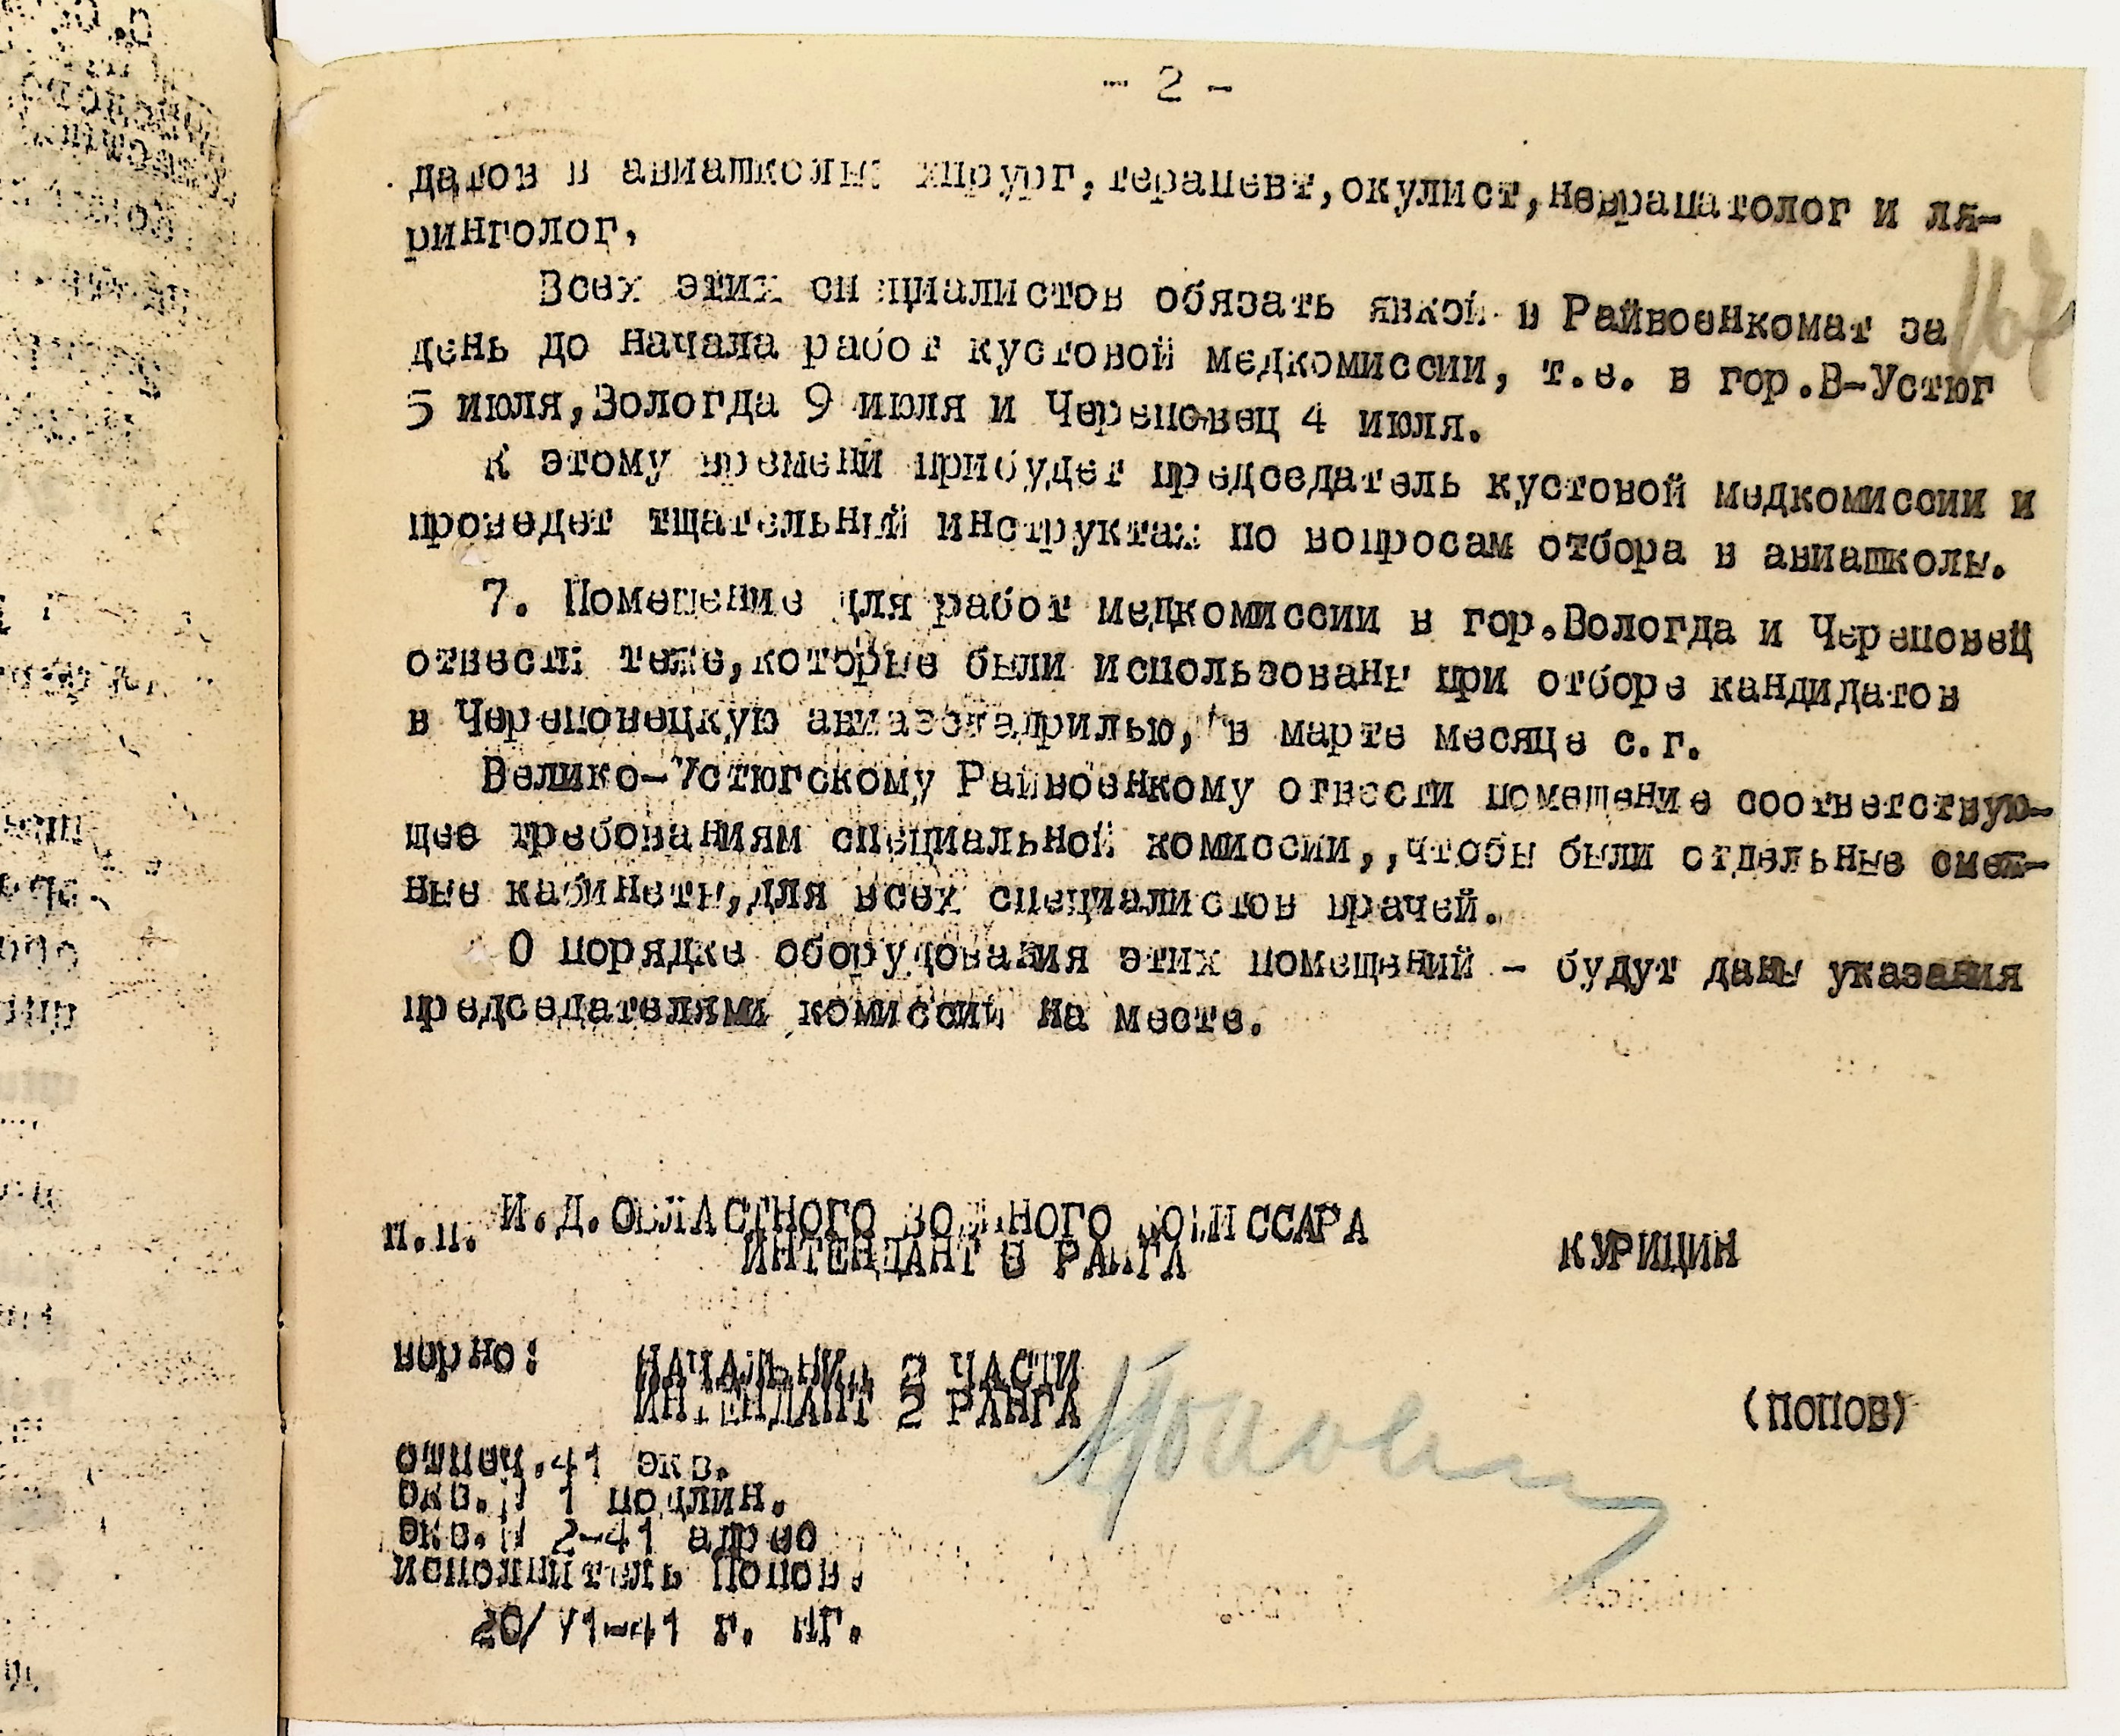 - 2 -
датов в авиашколы хирург,терапевт,окулист,невропатолог и ля-
ринголог,
Всех этих специалистов обязать явкой в Райвоенкомат за
день до начала работ кустовой медкомиссии, т.е. в гор.В-Устюг
5 июля,Вологда 9 июля и Череповец 4 июля.
К этому времени прибудет председатель кустовой медкомиссии и
проведет тщательный инструктаж по вопросам отбора в авиашколы.
7. Помещение для работ медкомиссии в гор.Вологда и Череповец
отвести теже,которые были использованы при отборе кандидатов
в Череповецкую авиаэскадрилью, в марте месяце с.г.
Велико-Устюгскому Райвоенкому отвести помещение соответствую-
щее требованиям специальной комиссии,,чтобы были отдельные смеж-
ные кабинеты,для всех специалистов врачей.
О порядке оборудования этих помещений - будут даны указания
председателями комиссий на месте.
167
п.п. И.Д.ОБЛАСТНОГО ВОЕННОГО КОМИССАРА
ИНТЕНДАНТ РАНГА КУРИЦИН
верно: НАЧАЛЬНИК 2 ЧАСТИ
ИНТЕНДАНТ 2 РАНГА (ПОПОВ)
отпеч.41 экз.
экз.№ 1 подлин.
экз.№ 2-41 адрес
исполнитель Попов.
20/VI-41 г. НГ.